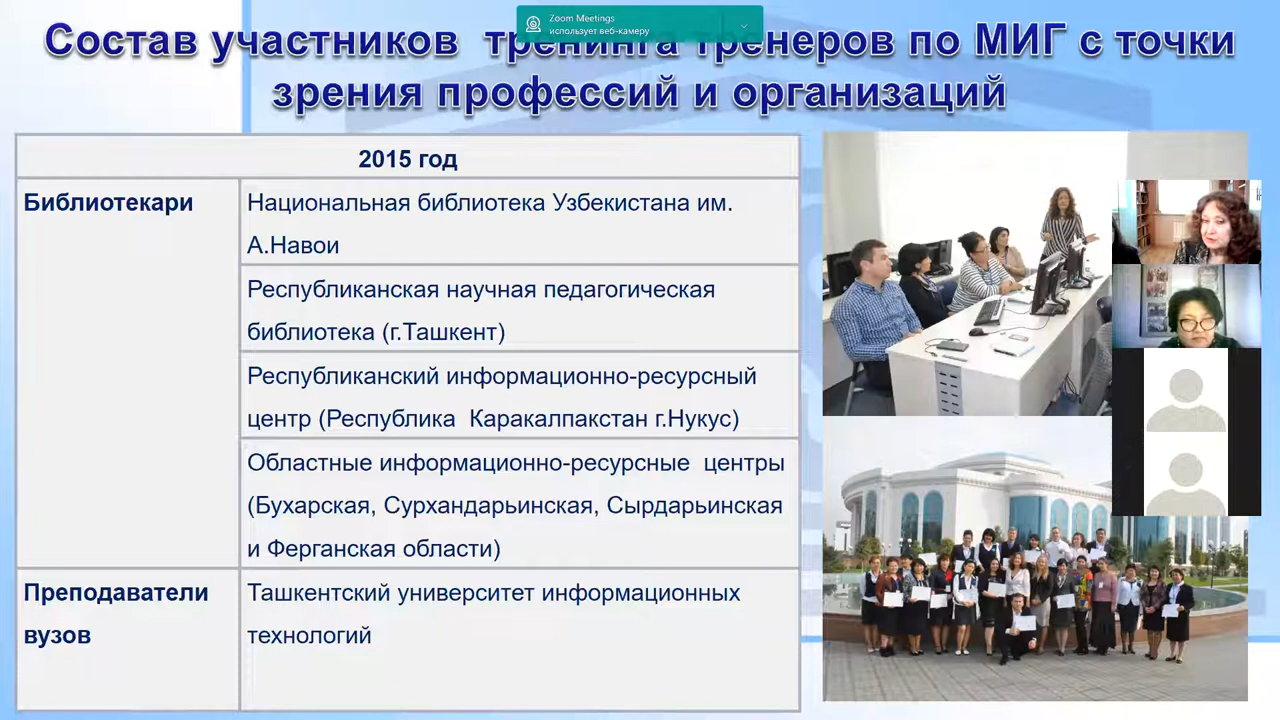 Zoom Meetings
использует веб-камеру
Состав участников тренинга тренеров по МИГ с точки
зрения профессий и организаций
2015 год
Библиотекари
Национальная библиотека Узбекистана им.
А.Навои
Республиканская научная педагогическая
библиотека (г.Ташкент)
Республиканский информационно-ресурсный
центр (Республика Каракалпакстан г.Нукус)
Областные информационно-ресурсные центры
(Бухарская, Сурхандарьинская, Сырдарьинская
и Ферганская области)
Преподаватели
вузов
Ташкентский университет информационных
технологий